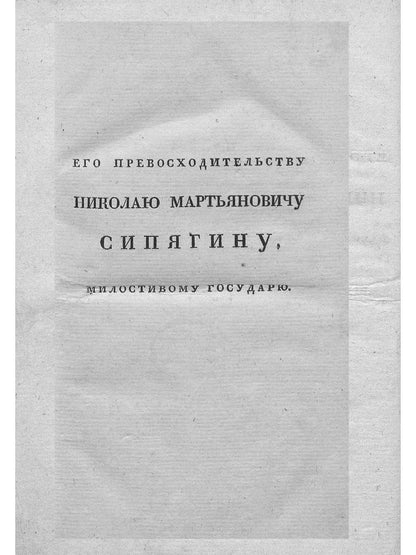 ЕГО ПРЕВОСХОДИТЕЛЬСТВУ
НИКОЛАЮ МАРТЬЯНОВИЧУ
СИПЯГИНУ,
МИЛОСТИВОМУ ГОСУДАРЮ.